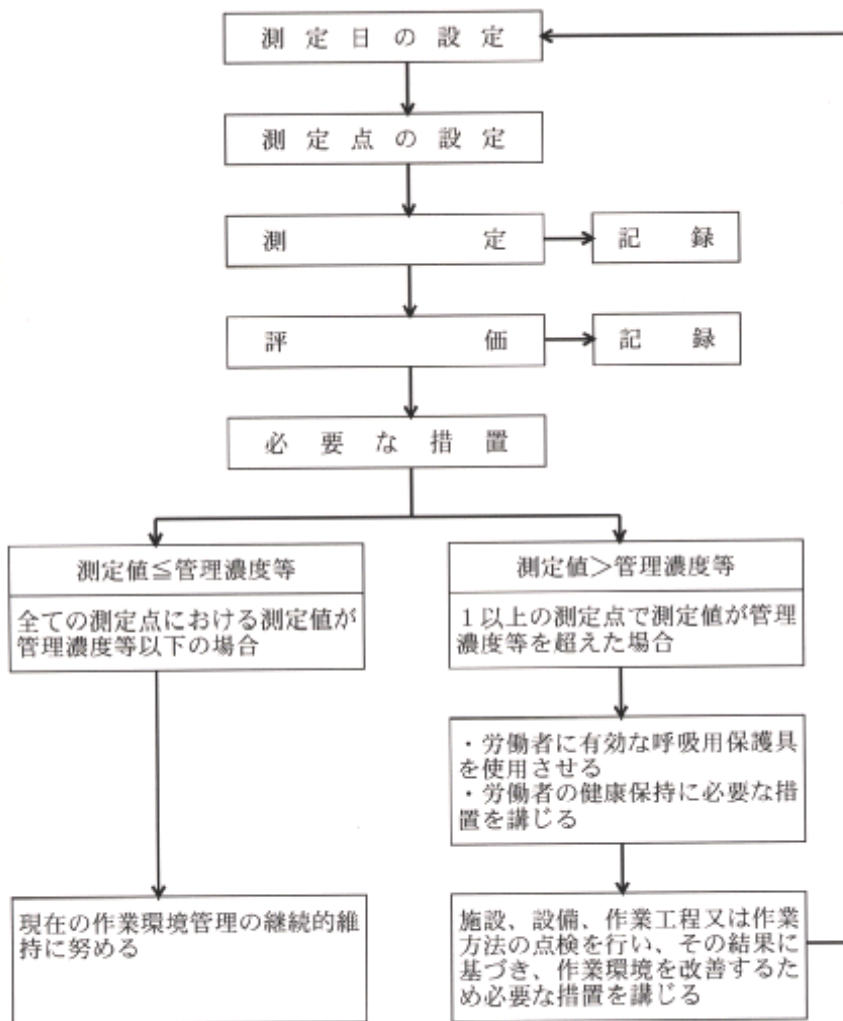 測定日の設定
測定点の設定
測定
記録
評価
記録
必要な措置
測定値≦管理濃度等
全ての測定点における測定値が
管理濃度等以下の場合
測定値＞管理濃度等
１以上の測定点で測定値が管理
濃度等を超えた場合
・労働者に有効な呼吸用保護具
を使用させる
・労働者の健康保持に必要な措
置を講じる
現在の作業環境管理の継続的維
持に努める
施設、設備、作業工程又は作業
方法の点検を行い、その結果に
基づき、作業環境を改善するた
め必要な措置を講じる